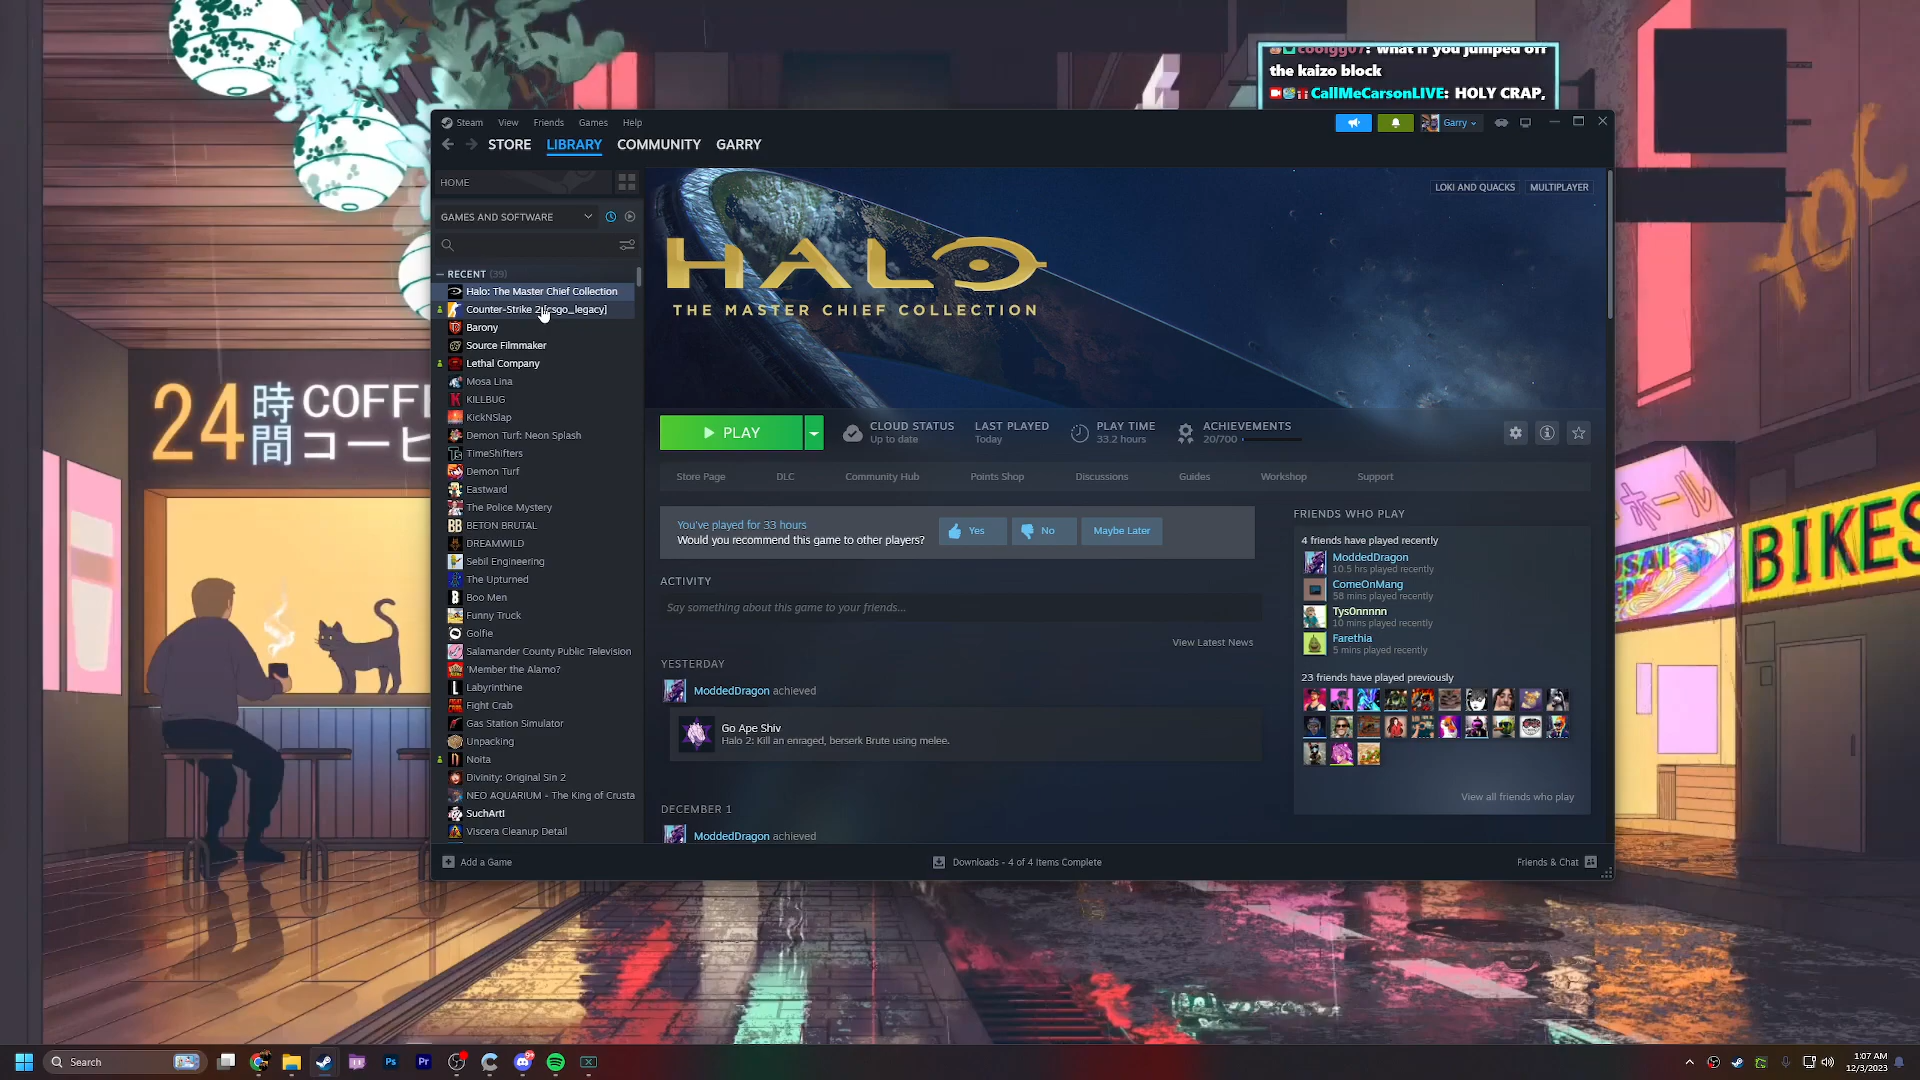 coolgg07: what if you jumped off
the kaizo block
CallMeCarsonLIVE: HOLY CRAP,
Steam View Friends Games Help
Garry
STORE LIBRARY COMMUNITY GARRY
HOME
GAMES AND SOFTWARE
RECENT (39)
Halo: The Master Chief Collection
Counter-Strike 2 [csgo_legacy]
Barony
Source Filmmaker
Lethal Company
Mosa Lina
KILLBUG
KickNSlap
Demon Turf: Neon Splash
TimeShifters
Demon Turf
Eastward
The Police Mystery
BETON BRUTAL
DREAMWILD
Sebil Engineering
The Upturned
Boo Men
Funny Truck
Golfie
Salamander County Public Television
'Member the Alamo?
Labyrinthine
Fight Crab
Gas Station Simulator
Unpacking
Noita
Divinity: Original Sin 2
NEO AQUARIUM - The King of Crusta
SuchArt!
Viscera Cleanup Detail
LOKI AND QUACKS MULTIPLAYER
HALO
THE MASTER CHIEF COLLECTION
PLAY
CLOUD STATUS
Up to date
LAST PLAYED
Today
PLAY TIME
33.2 hours
ACHIEVEMENTS
20/700
Store Page DLC Community Hub Points Shop Discussions Guides Workshop Support
You've played for 33 hours
Would you recommend this game to other players?
Yes No Maybe Later
ACTIVITY
Say something about this game to your friends...
View Latest News
YESTERDAY
ModdedDragon achieved
Go Ape Shiv
Halo 2: Kill an enraged, berserk Brute using melee.
DECEMBER 1
ModdedDragon achieved
FRIENDS WHO PLAY
4 friends have played recently
ModdedDragon
10.5 hrs played recently
ComeOnMang
58 mins played recently
Tys0nnnnn
10 mins played recently
Farethia
5 mins played recently
23 friends have played previously
View all friends who play
Add a Game
Downloads - 4 of 4 Items Complete
Friends & Chat
24時間 COFFE
コーヒ
BIKES
Search
Ps
Pr
1:07 AM
12/3/2023